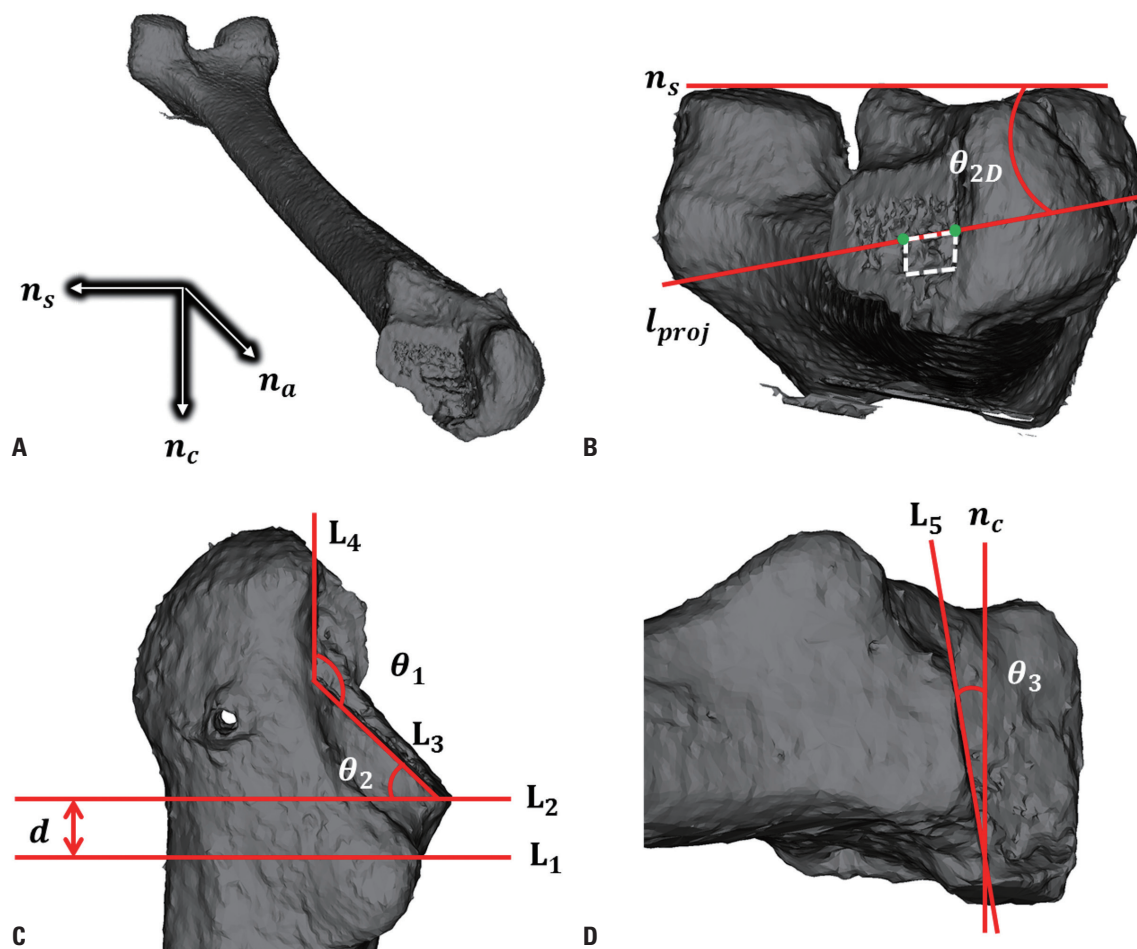 n_s
n_a
n_c
A
n_s
θ_2D
l_proj
B
L_4
θ_1
L_3
θ_2
L_2
d
L_1
C
L_5
n_c
θ_3
D